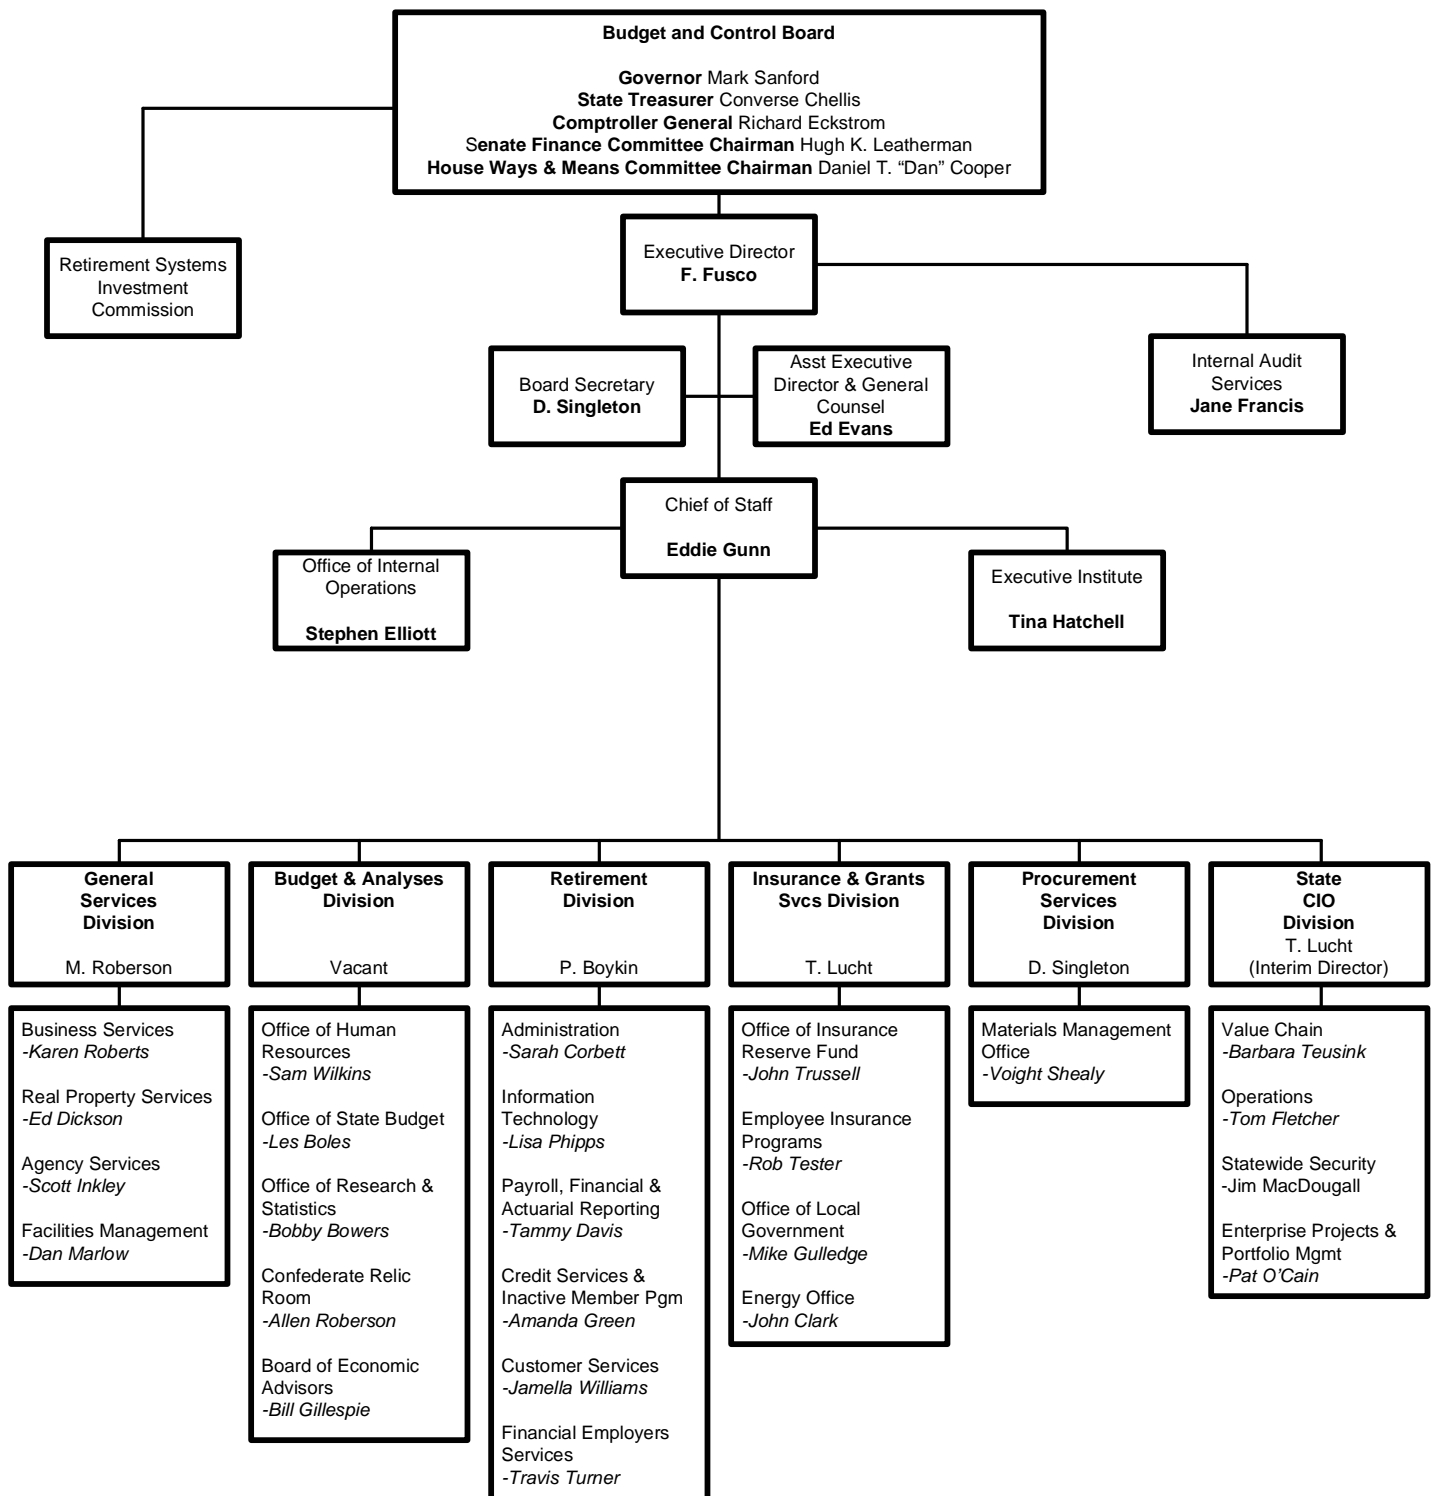 Budget and Control Board
Governor Mark Sanford
State Treasurer Converse Chellis
Comptroller General Richard Eckstrom
Senate Finance Committee Chairman Hugh K. Leatherman
House Ways & Means Committee Chairman Daniel T. “Dan” Cooper
Retirement Systems
Investment
Commission
Executive Director
F. Fusco
Board Secretary
D. Singleton
Asst Executive
Director & General
Counsel
Ed Evans
Internal Audit
Services
Jane Francis
Chief of Staff
Eddie Gunn
Office of Internal
Operations
Stephen Elliott
Executive Institute
Tina Hatchell
General
Services
Division
M. Roberson
Budget & Analyses
Division
Vacant
Retirement
Division
P. Boykin
Insurance & Grants
Svcs Division
T. Lucht
Procurement
Services
Division
D. Singleton
State
CIO
Division
T. Lucht
(Interim Director)
Business Services
-Karen Roberts
Real Property Services
-Ed Dickson
Agency Services
-Scott Inkley
Facilities Management
-Dan Marlow
Office of Human
Resources
-Sam Wilkins
Office of State Budget
-Les Boles
Office of Research &
Statistics
-Bobby Bowers
Confederate Relic
Room
-Allen Roberson
Board of Economic
Advisors
-Bill Gillespie
Administration
-Sarah Corbett
Information
Technology
-Lisa Phipps
Payroll, Financial &
Actuarial Reporting
-Tammy Davis
Credit Services &
Inactive Member Pgm
-Amanda Green
Customer Services
-Jamella Williams
Financial Employers
Services
-Travis Turner
Office of Insurance
Reserve Fund
-John Trussell
Employee Insurance
Programs
-Rob Tester
Office of Local
Government
-Mike Gulledge
Energy Office
-John Clark
Materials Management
Office
-Voight Shealy
Value Chain
-Barbara Teusink
Operations
-Tom Fletcher
Statewide Security
-Jim MacDougall
Enterprise Projects &
Portfolio Mgmt
-Pat O’Cain